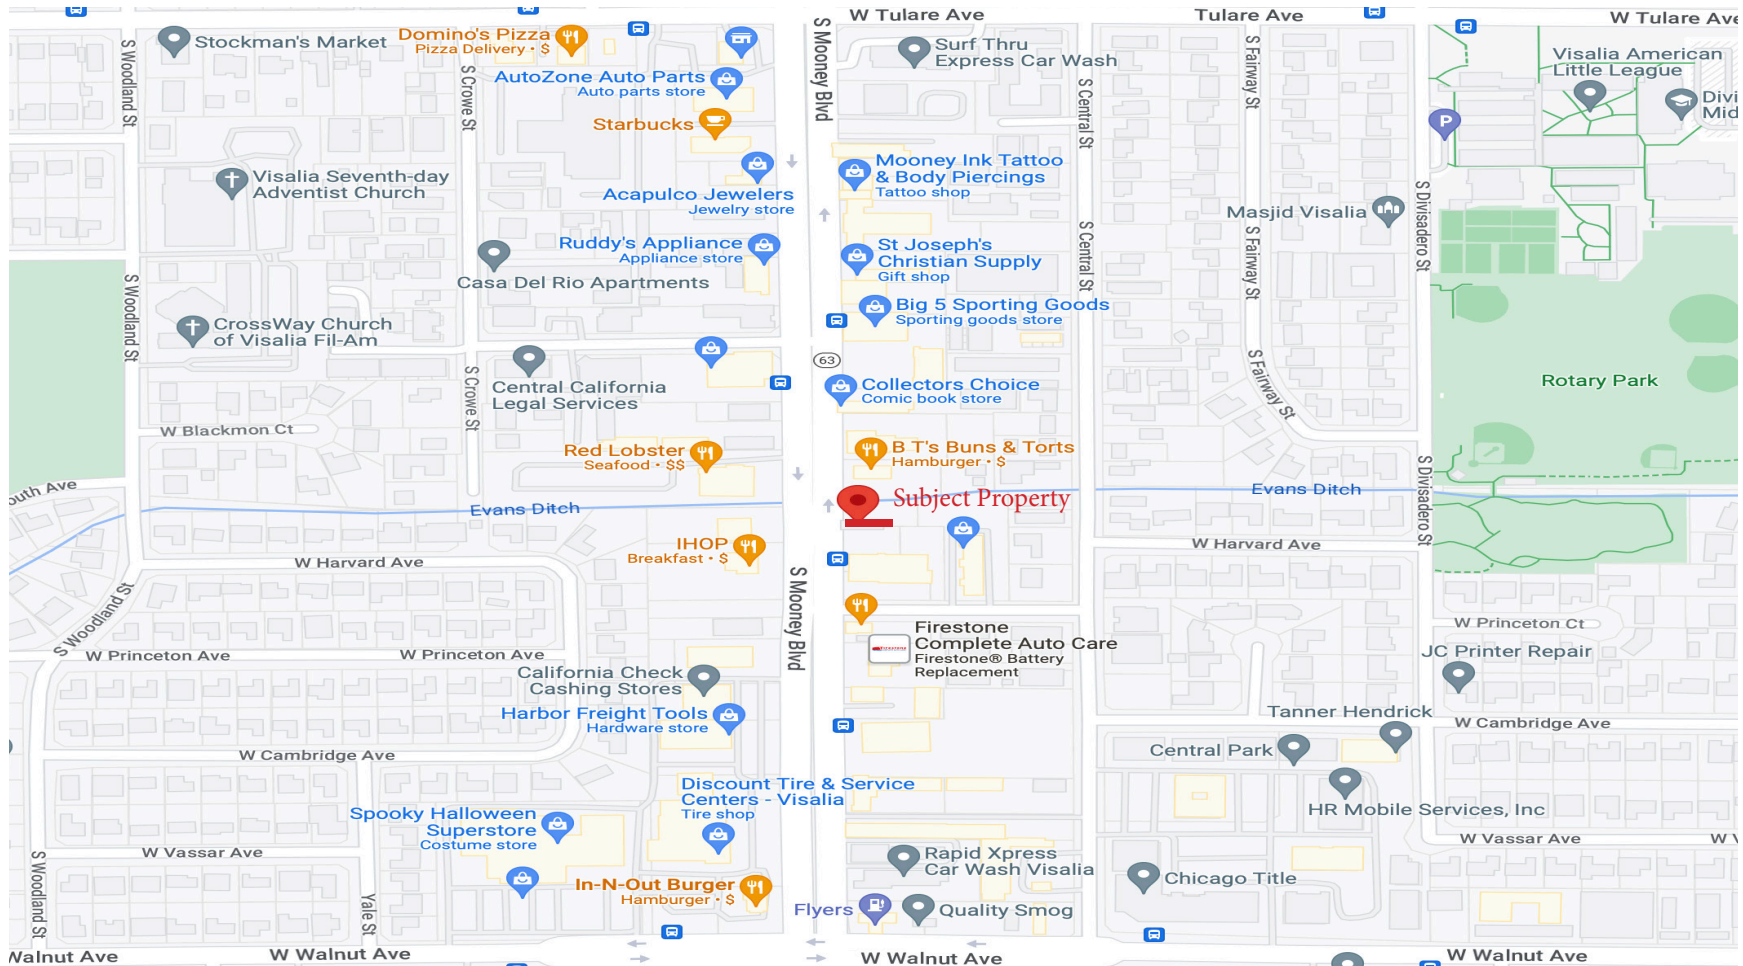 W Tulare Ave
Tulare Ave
W Tulare Ave
Stockman's Market
Domino's Pizza
Pizza Delivery • $
S Woodland St
S Crowe St
S Mooney Blvd
Surf Thru
Express Car Wash
S Central St
S Fairway St
Visalia American
Little League
Divi
Mid
P
AutoZone Auto Parts
Auto parts store
Starbucks
Visalia Seventh-day
Adventist Church
Acapulco Jewelers
Jewelry store
Mooney Ink Tattoo
& Body Piercings
Tattoo shop
Masjid Visalia
S Divisadero St
Ruddy's Appliance
Appliance store
St Joseph's
Christian Supply
Gift shop
S Central St
S Fairway St
Casa Del Rio Apartments
S Woodland St
Big 5 Sporting Goods
Sporting goods store
CrossWay Church
of Visalia Fil-Am
63
Central California
Legal Services
S Crowe St
Collectors Choice
Comic book store
S Fairway St
Rotary Park
W Blackmon Ct
Red Lobster
Seafood • $$
B T's Buns & Torts
Hamburger • $
outh Ave
Evans Ditch
Subject Property
Evans Ditch
S Divisadero St
IHOP
Breakfast • $
W Harvard Ave
W Harvard Ave
S Woodland St
S Mooney Blvd
Firestone
Firestone
Complete Auto Care
Firestone® Battery
Replacement
W Princeton Ct
W Princeton Ave
W Princeton Ave
JC Printer Repair
California Check
Cashing Stores
Harbor Freight Tools
Hardware store
Tanner Hendrick
W Cambridge Ave
Central Park
W Cambridge Ave
Discount Tire & Service
Centers - Visalia
Tire shop
Spooky Halloween
Superstore
Costume store
HR Mobile Services, Inc
W Vassar Ave
W V
W Vassar Ave
S Woodland St
Yale St
Rapid Xpress
Car Wash Visalia
Chicago Title
In-N-Out Burger
Hamburger • $
Flyers
Quality Smog
W Walnut Ave
W Walnut Ave
W Walnut Ave